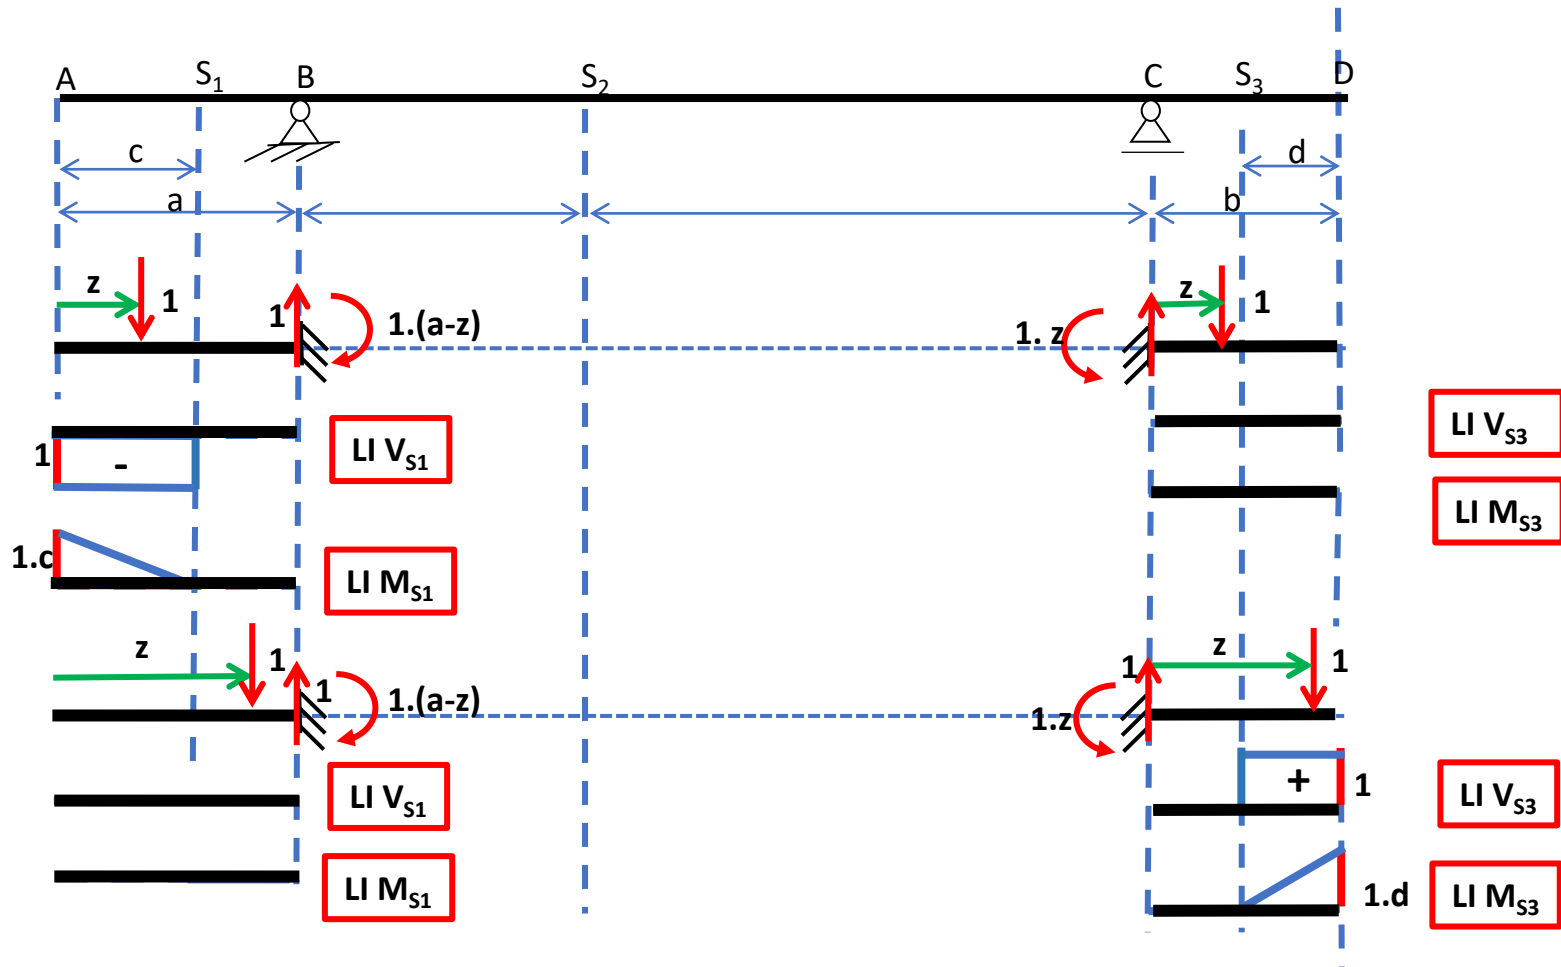 A S1 B S2 C S3 D
c d
a b
z 1 1 1.(a-z) 1. z z 1
1 - LI VS1 LI VS3
LI MS3
1.c LI MS1
z 1 1 1.(a-z) 1 1.z z 1
LI VS1 + 1 LI VS3
LI MS1 1.d LI MS3